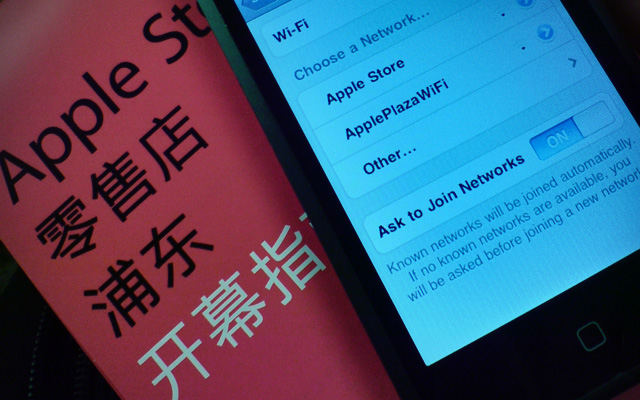 Apple St
零售店
浦东
开幕指
Wi-Fi
Choose a Network...
Apple Store
ApplePlazaWiFi
Other...
Ask to Join Networks
ON
Known networks will be joined automatically.
If no known networks are available, you
will be asked before joining a new network